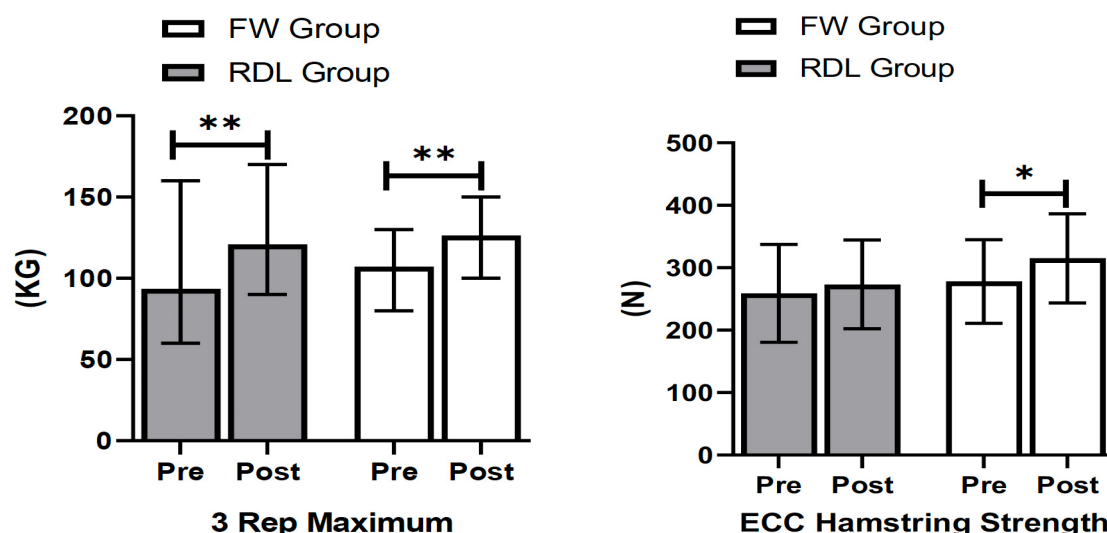 FW Group
RDL Group
**
**
200
150
100
50
0
(KG)
Pre Post Pre Post
3 Rep Maximum
FW Group
RDL Group
*
500
400
300
200
100
0
(N)
Pre Post Pre Post
ECC Hamstring Strength